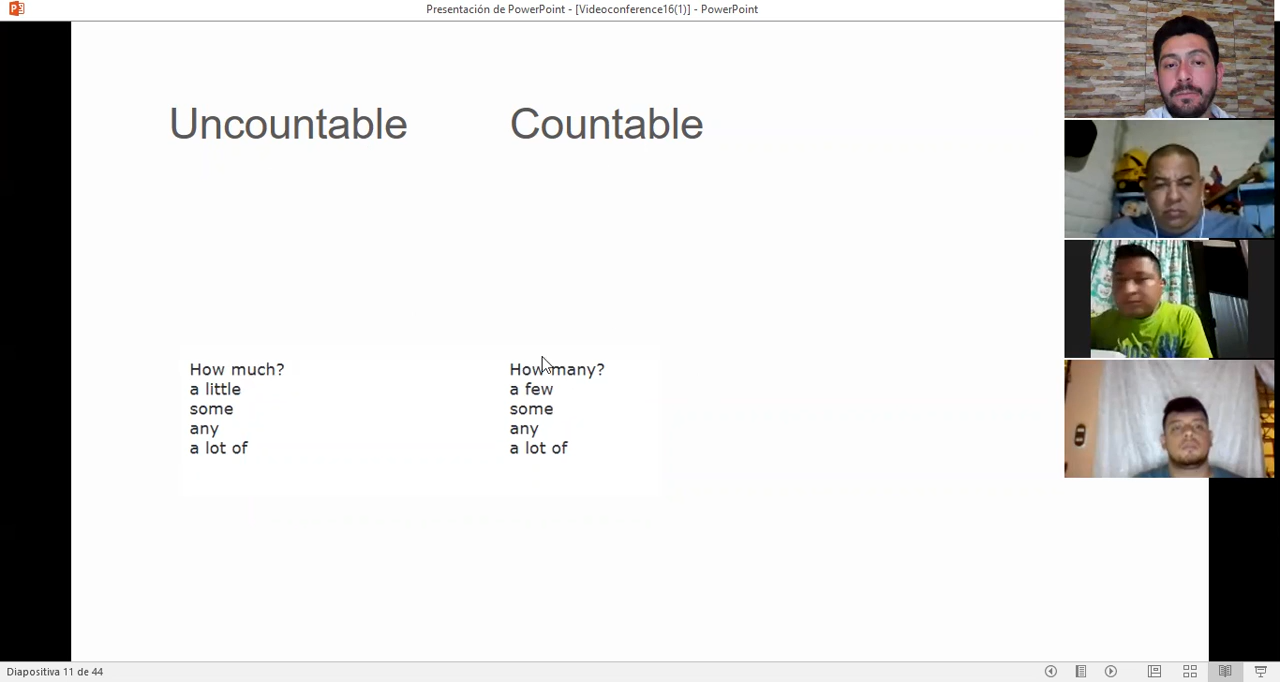 Presentación de PowerPoint - [Videoconference16(1)] - PowerPoint
Uncountable
Countable
How much?
a little
some
any
a lot of
How many?
a few
some
any
a lot of
Diapositiva 11 de 44